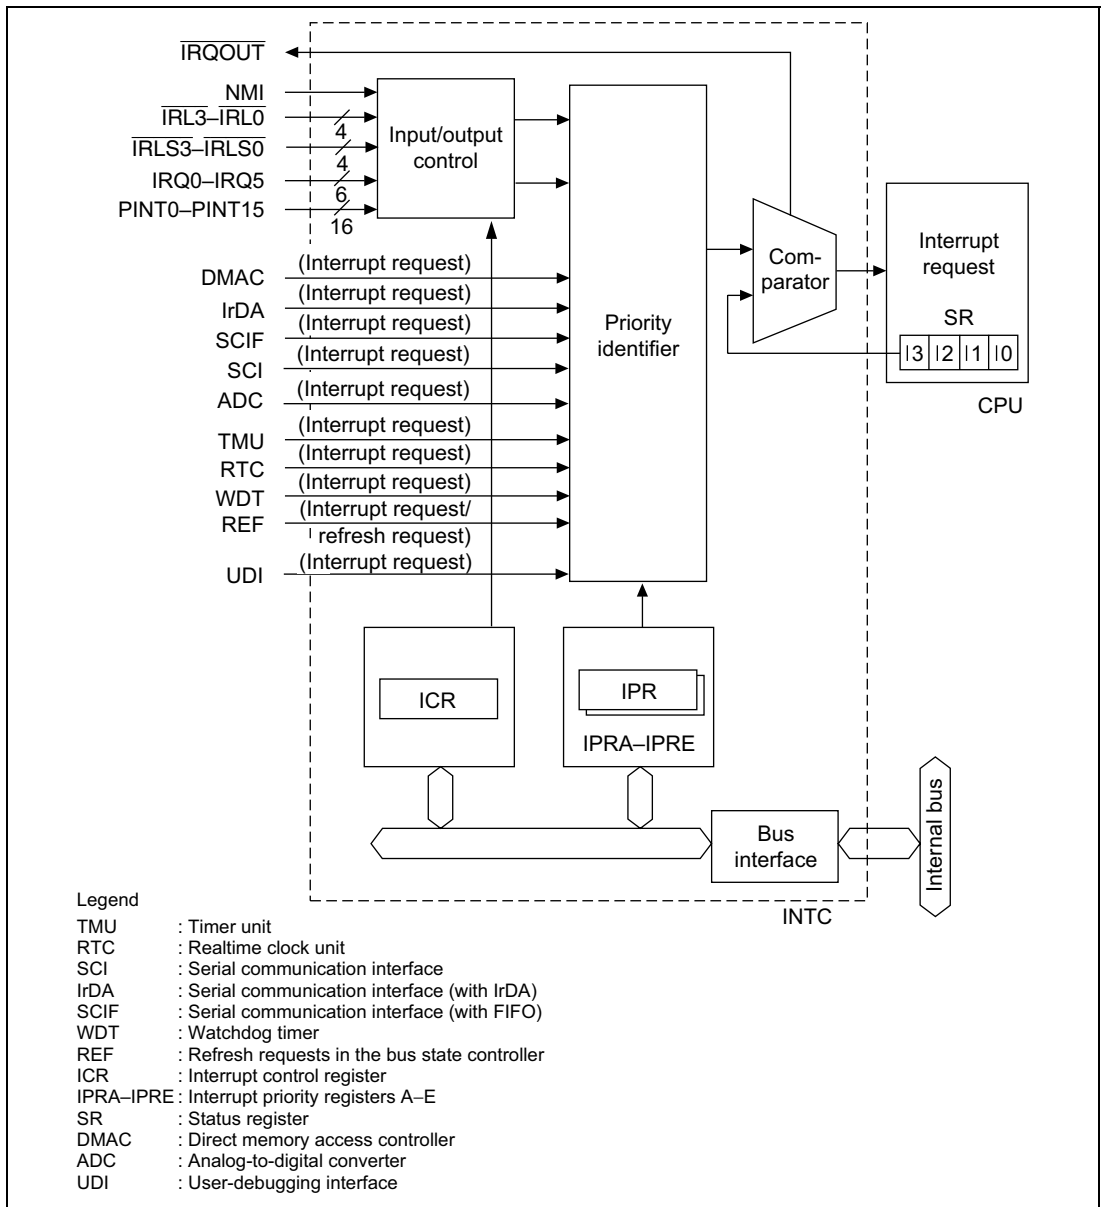 IRQOUT
NMI
IRL3–IRL0
4
IRLS3–IRLS0
4
IRQ0–IRQ5
6
PINT0–PINT15
16
Input/output
control
DMAC
(Interrupt request)
IrDA
(Interrupt request)
SCIF
(Interrupt request)
SCI
(Interrupt request)
ADC
(Interrupt request)
TMU
(Interrupt request)
RTC
(Interrupt request)
WDT
(Interrupt request)
REF
(Interrupt request/
refresh request)
UDI
(Interrupt request)
Priority
identifier
Com-
parator
Interrupt
request
SR
I3 I2 I1 I0
CPU
ICR
IPR
IPRA–IPRE
Bus
interface
Internal bus
INTC
Legend
TMU : Timer unit
RTC : Realtime clock unit
SCI : Serial communication interface
IrDA : Serial communication interface (with IrDA)
SCIF : Serial communication interface (with FIFO)
WDT : Watchdog timer
REF : Refresh requests in the bus state controller
ICR : Interrupt control register
IPRA–IPRE : Interrupt priority registers A–E
SR : Status register
DMAC : Direct memory access controller
ADC : Analog-to-digital converter
UDI : User-debugging interface